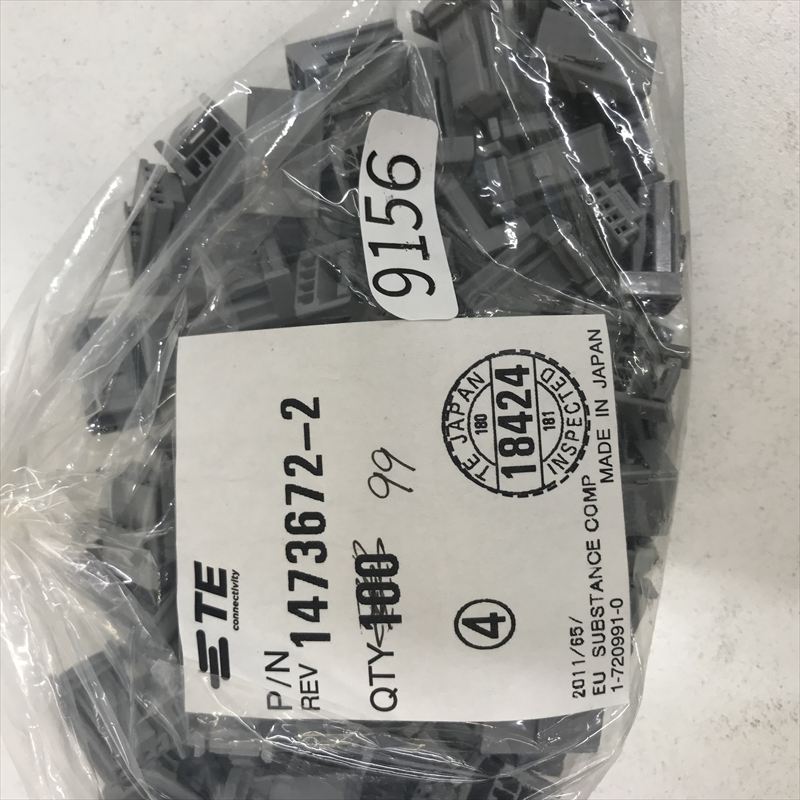 9156
TE
connectivity
P/N
REV 1473672-2
QTY 100 99
4
TE JAPAN
180
18424
181
INSPECTED
2011/65/
EU SUBSTANCE COMP
1-720991-0 MADE IN JAPAN